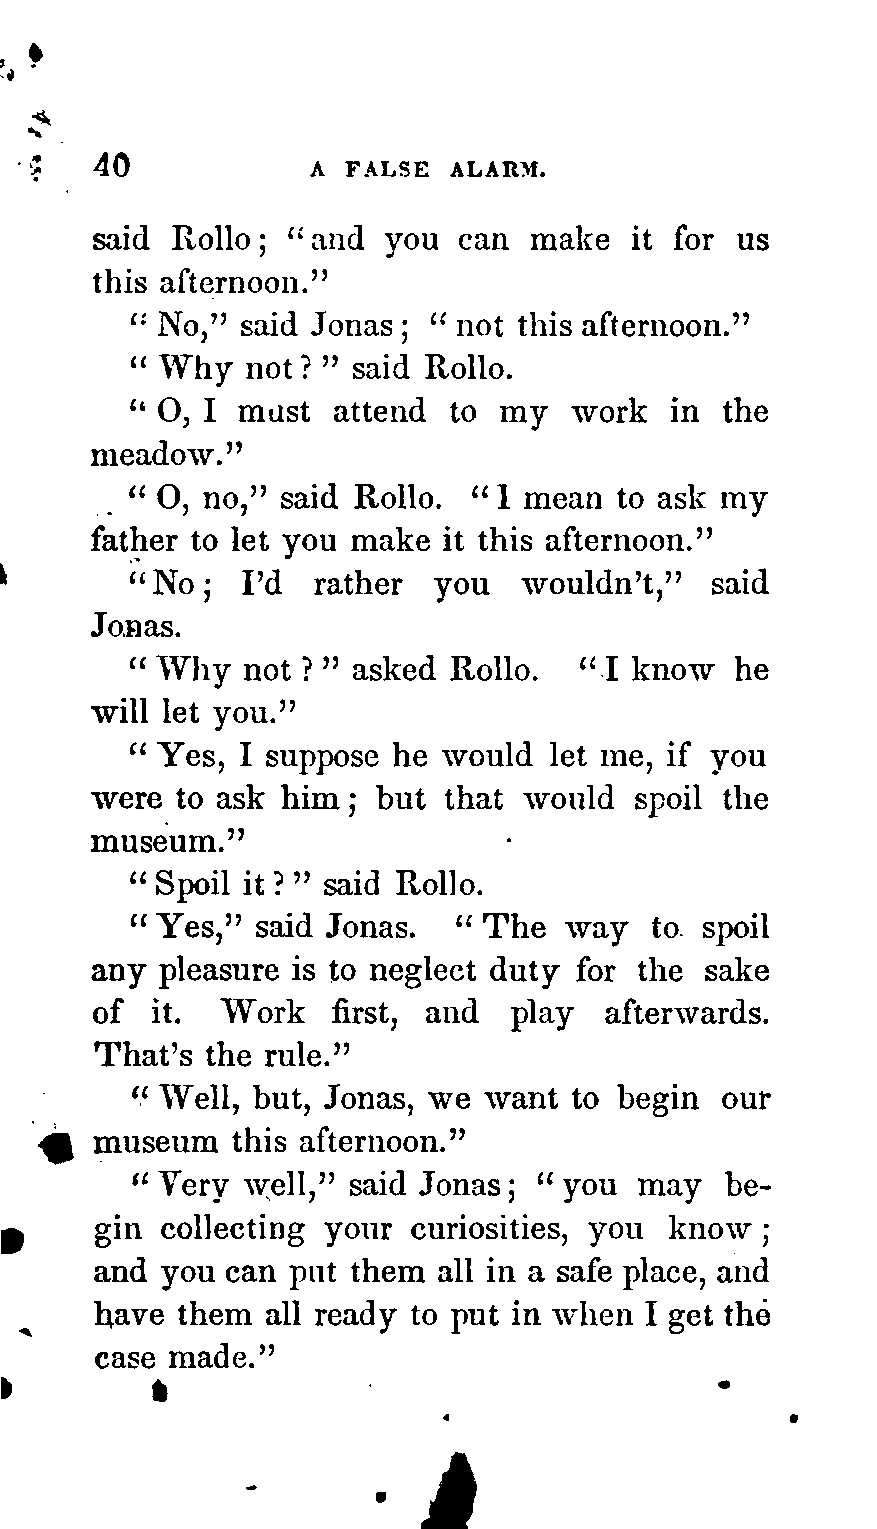 40 A FALSE ALARM.
said Rollo; "and you can make it for us
this afternoon."
"No," said Jonas; "not this afternoon."
"Why not?" said Rollo.
"O, I must attend to my work in the
meadow."
"O, no," said Rollo. "I mean to ask my
father to let you make it this afternoon."
"No; I'd rather you wouldn't," said
Jonas.
"Why not?" asked Rollo. "I know he
will let you."
"Yes, I suppose he would let me, if you
were to ask him; but that would spoil the
museum."
"Spoil it?" said Rollo.
"Yes," said Jonas. "The way to spoil
any pleasure is to neglect duty for the sake
of it. Work first, and play afterwards.
That's the rule."
"Well, but, Jonas, we want to begin our
museum this afternoon."
"Very well," said Jonas; "you may be-
gin collecting your curiosities, you know;
and you can put them all in a safe place, and
have them all ready to put in when I get the
case made."